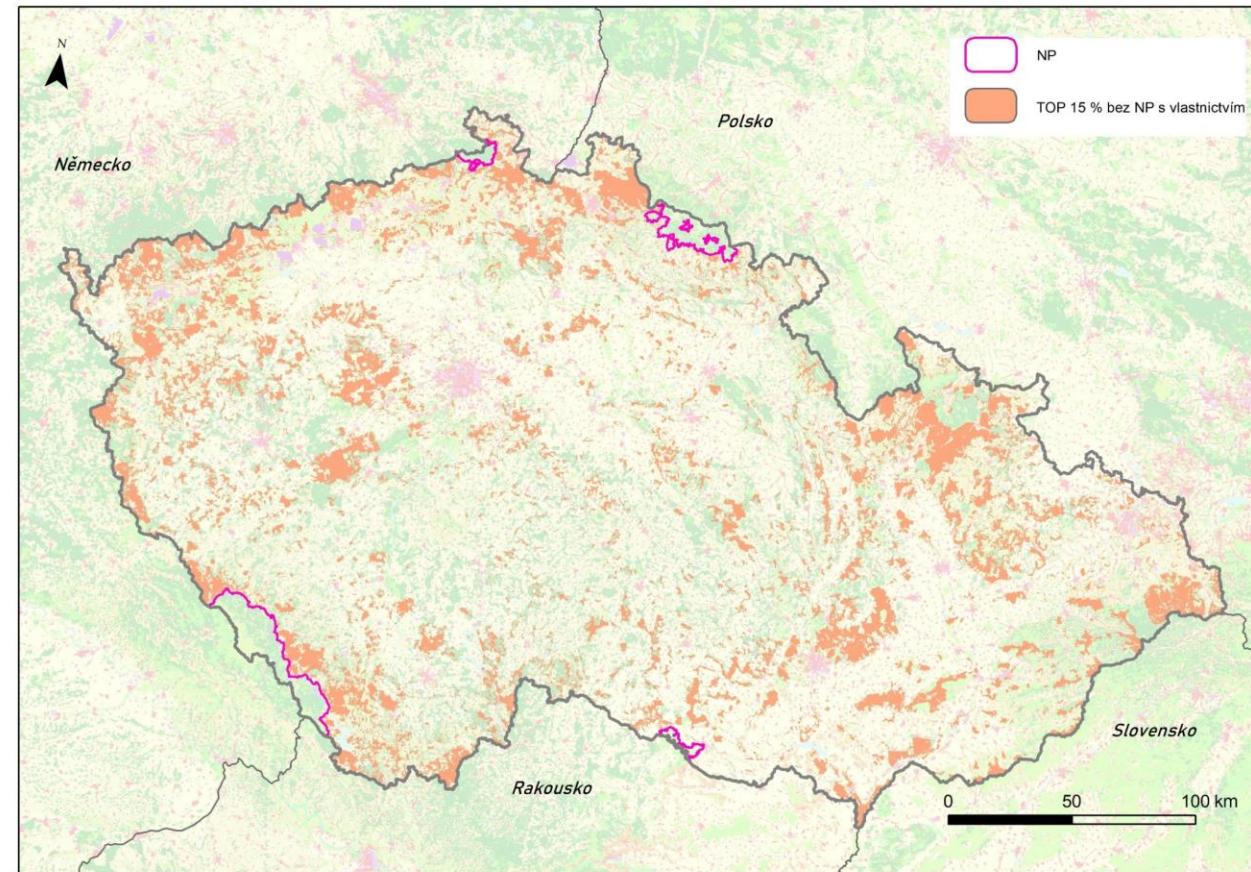 N
NP
TOP 15 % bez NP s vlastnictvím
Polsko
Německo
Slovensko
Rakousko
0 50 100 km